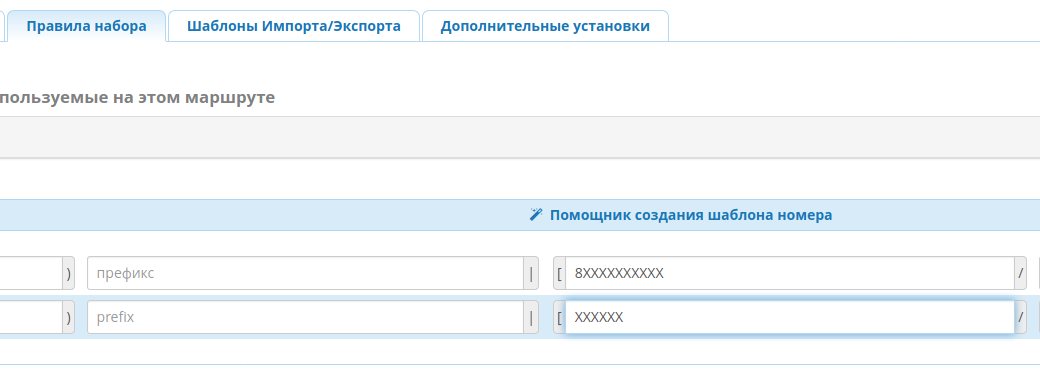 Правила набора Шаблоны Импорта/Экспорта Дополнительные установки
пользуемые на этом маршруте
Помощник создания шаблона номера
) префикс | [ 8XXXXXXXXXX /
) prefix | [ XXXXXX /